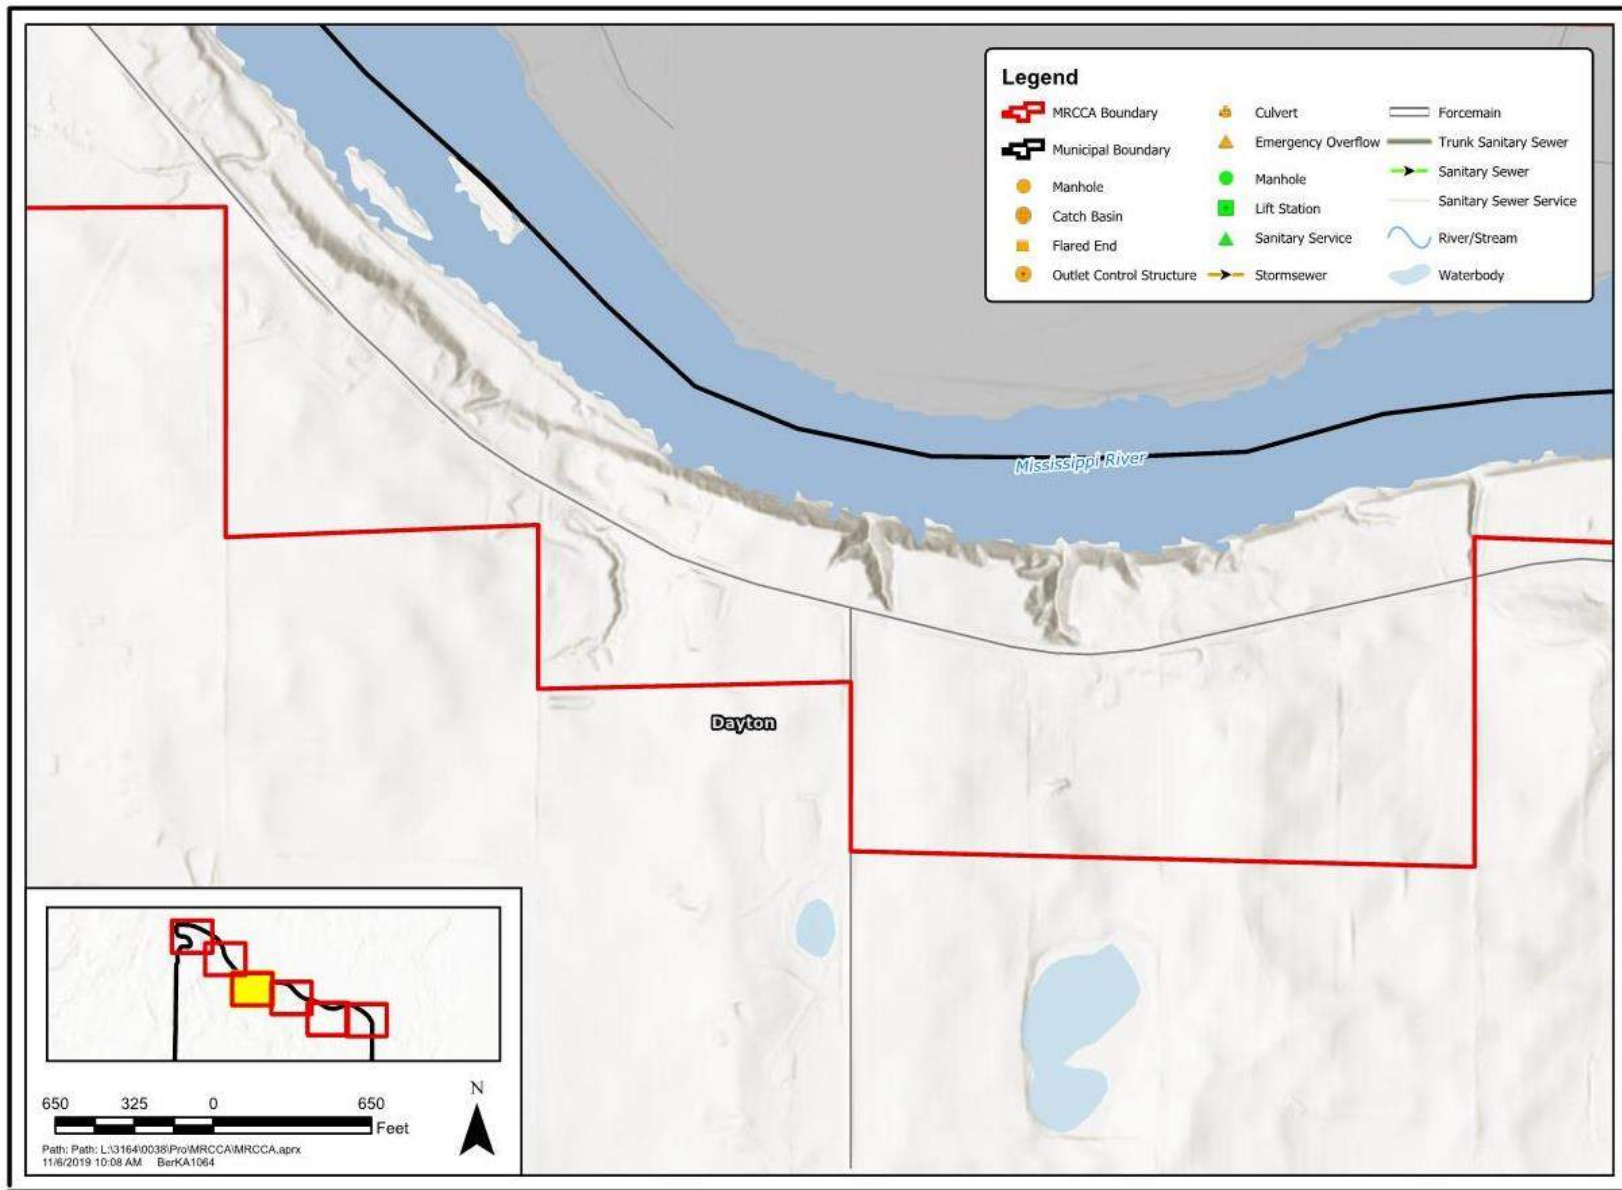 Legend
MRCCA Boundary
Municipal Boundary
Manhole
Catch Basin
Flared End
Outlet Control Structure
Culvert
Emergency Overflow
Manhole
Lift Station
Sanitary Service
Stormsewer
Forcemain
Trunk Sanitary Sewer
Sanitary Sewer
Sanitary Sewer Service
River/Stream
Waterbody
Mississippi River
Dayton
650 325 0 650
Feet
N
Path: Path: L:\3164\0038\Pro\MRCCA\MRCCA.aprx
11/6/2019 10:08 AM BerKA1064